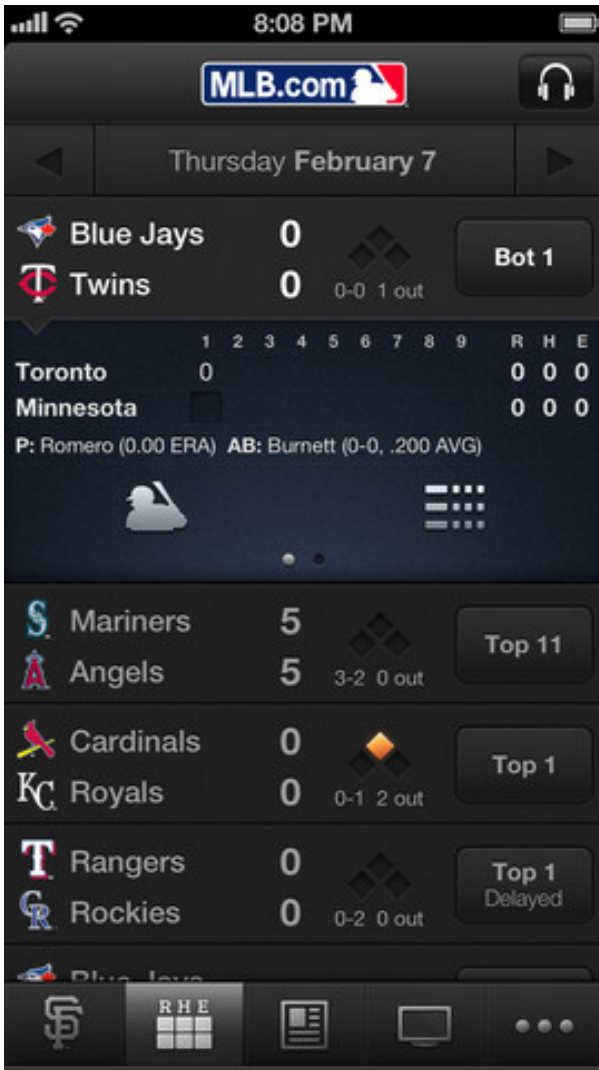 8:08 PM
MLB.com
Thursday February 7
Blue Jays 0
Twins 0
0-0 1 out
Bot 1
1 2 3 4 5 6 7 8 9 R H E
Toronto 0 0 0 0
Minnesota 0 0 0
P: Romero (0.00 ERA) AB: Burnett (0-0, .200 AVG)
Mariners 5
Angels 5
3-2 0 out
Top 11
Cardinals 0
Royals 0
0-1 2 out
Top 1
Rangers 0
Rockies 0
0-2 0 out
Top 1
Delayed
Blue Jays
SF
R H E